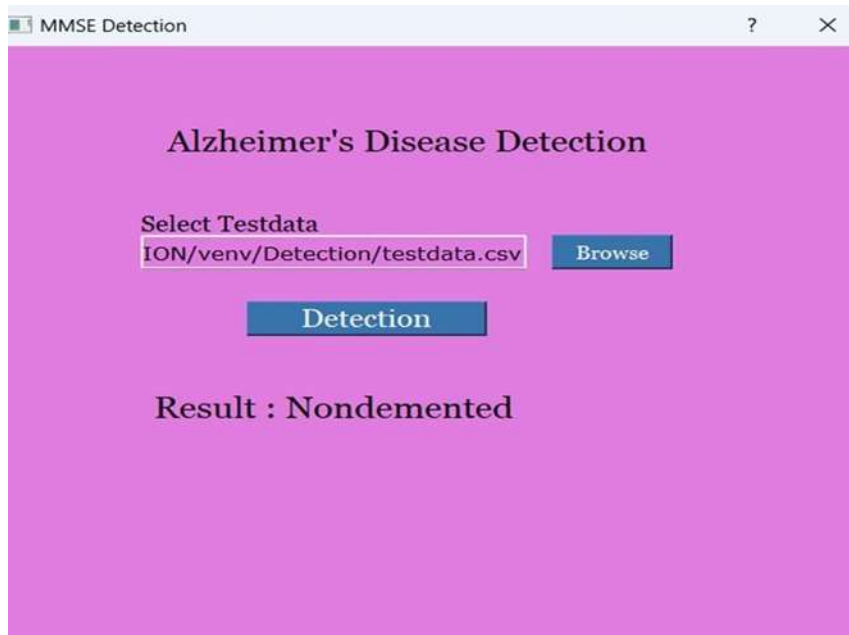 MMSE Detection ?
Alzheimer's Disease Detection
Select Testdata
ION/venv/Detection/testdata.csv Browse
Detection
Result : Nondemented